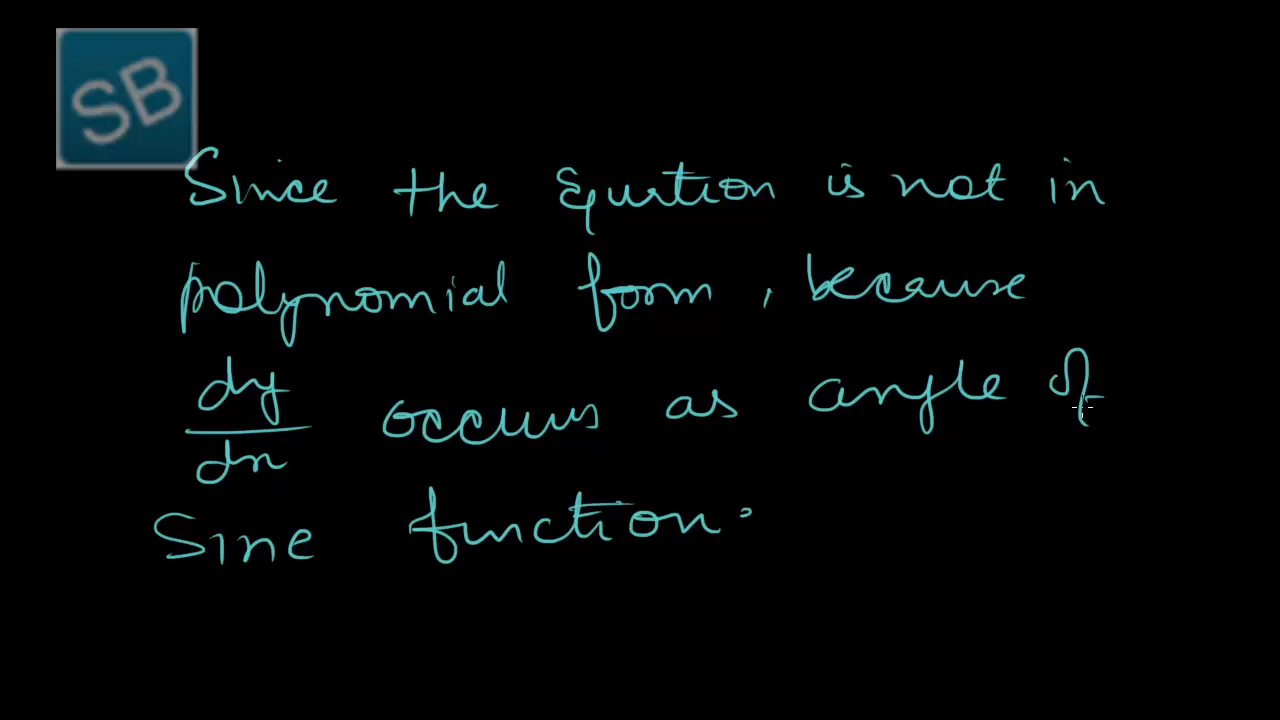 SB
Since the Equation is not in
polynomial form, because
dy/dx occurs as angle of
Sine function.